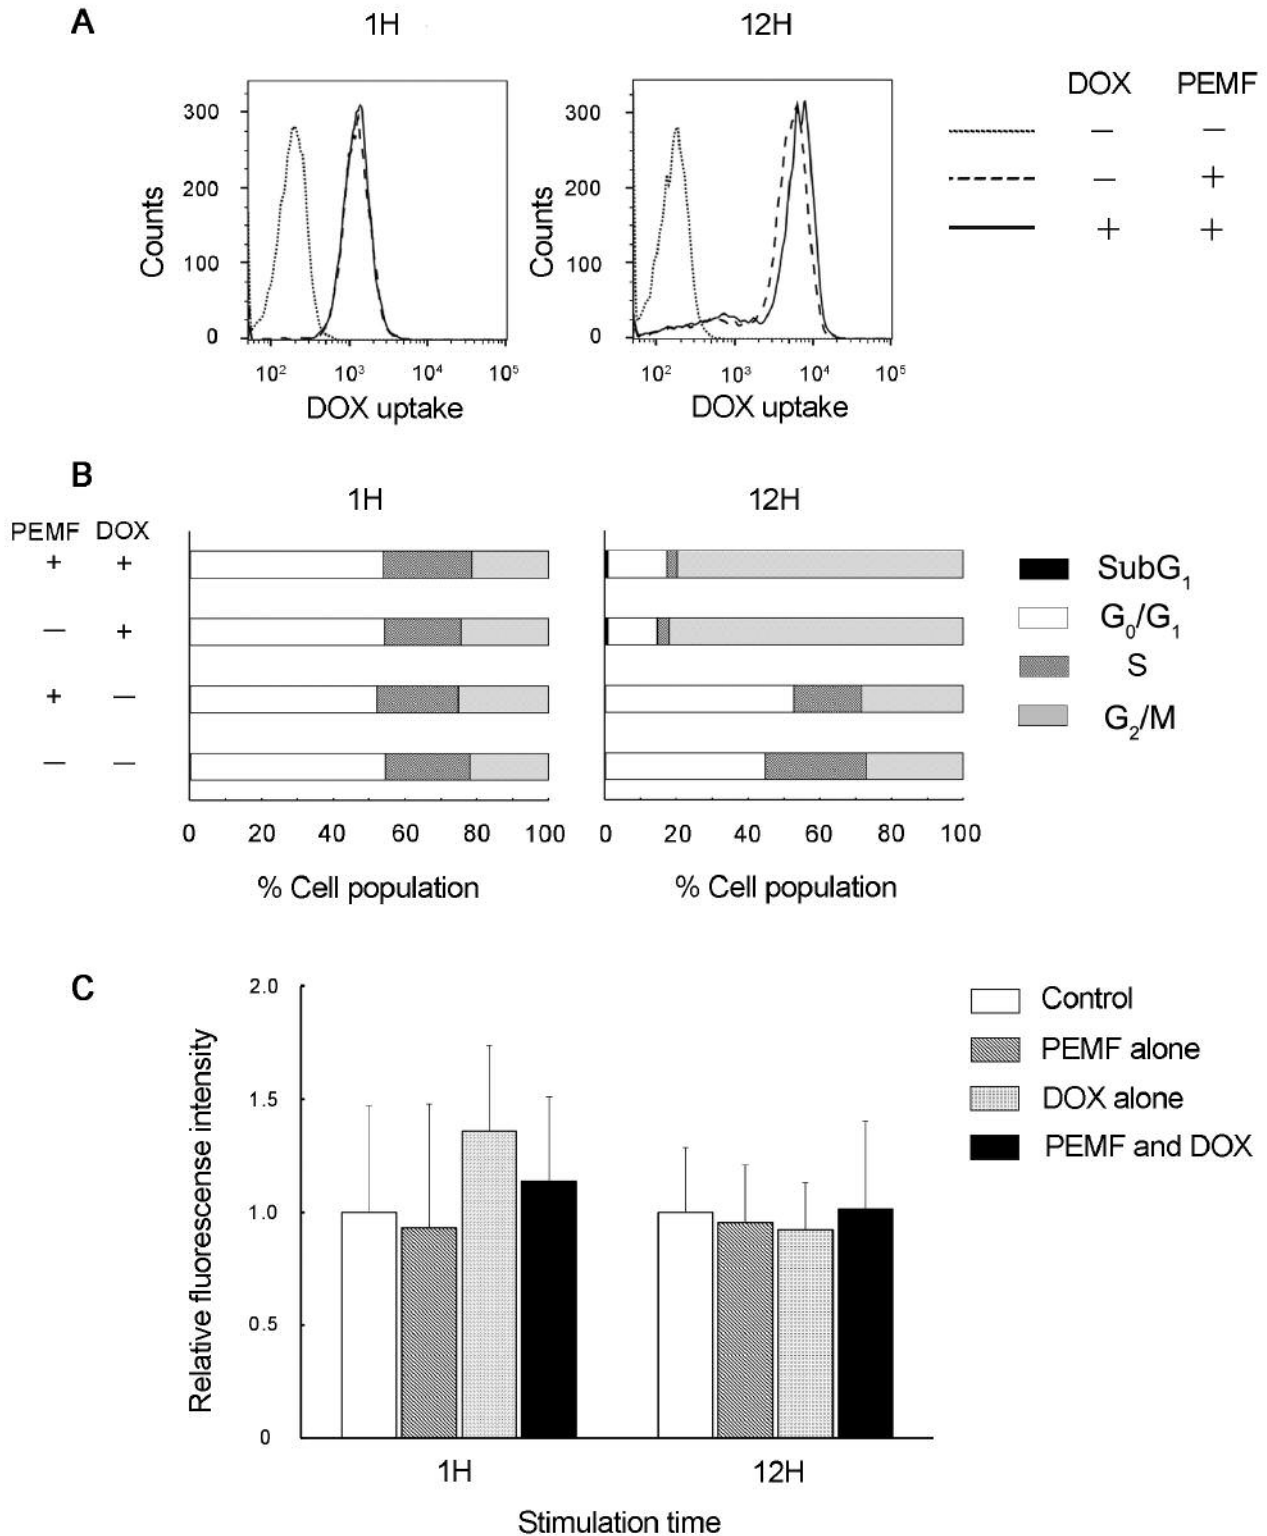 A
1H
12H
DOX PEMF
— —
— +
+ +
Counts
300
200
100
0
10² 10³ 10⁴ 10⁵
DOX uptake
Counts
300
200
100
0
10² 10³ 10⁴ 10⁵
DOX uptake
B
1H
12H
PEMF DOX
+ +
— +
+ —
— —
SubG₁
G₀/G₁
S
G₂/M
0 20 40 60 80 100
0 20 40 60 80 100
% Cell population
% Cell population
C
Relative fluorescense intensity
2.0
1.5
1.0
0.5
0
Control
PEMF alone
DOX alone
PEMF and DOX
1H
12H
Stimulation time